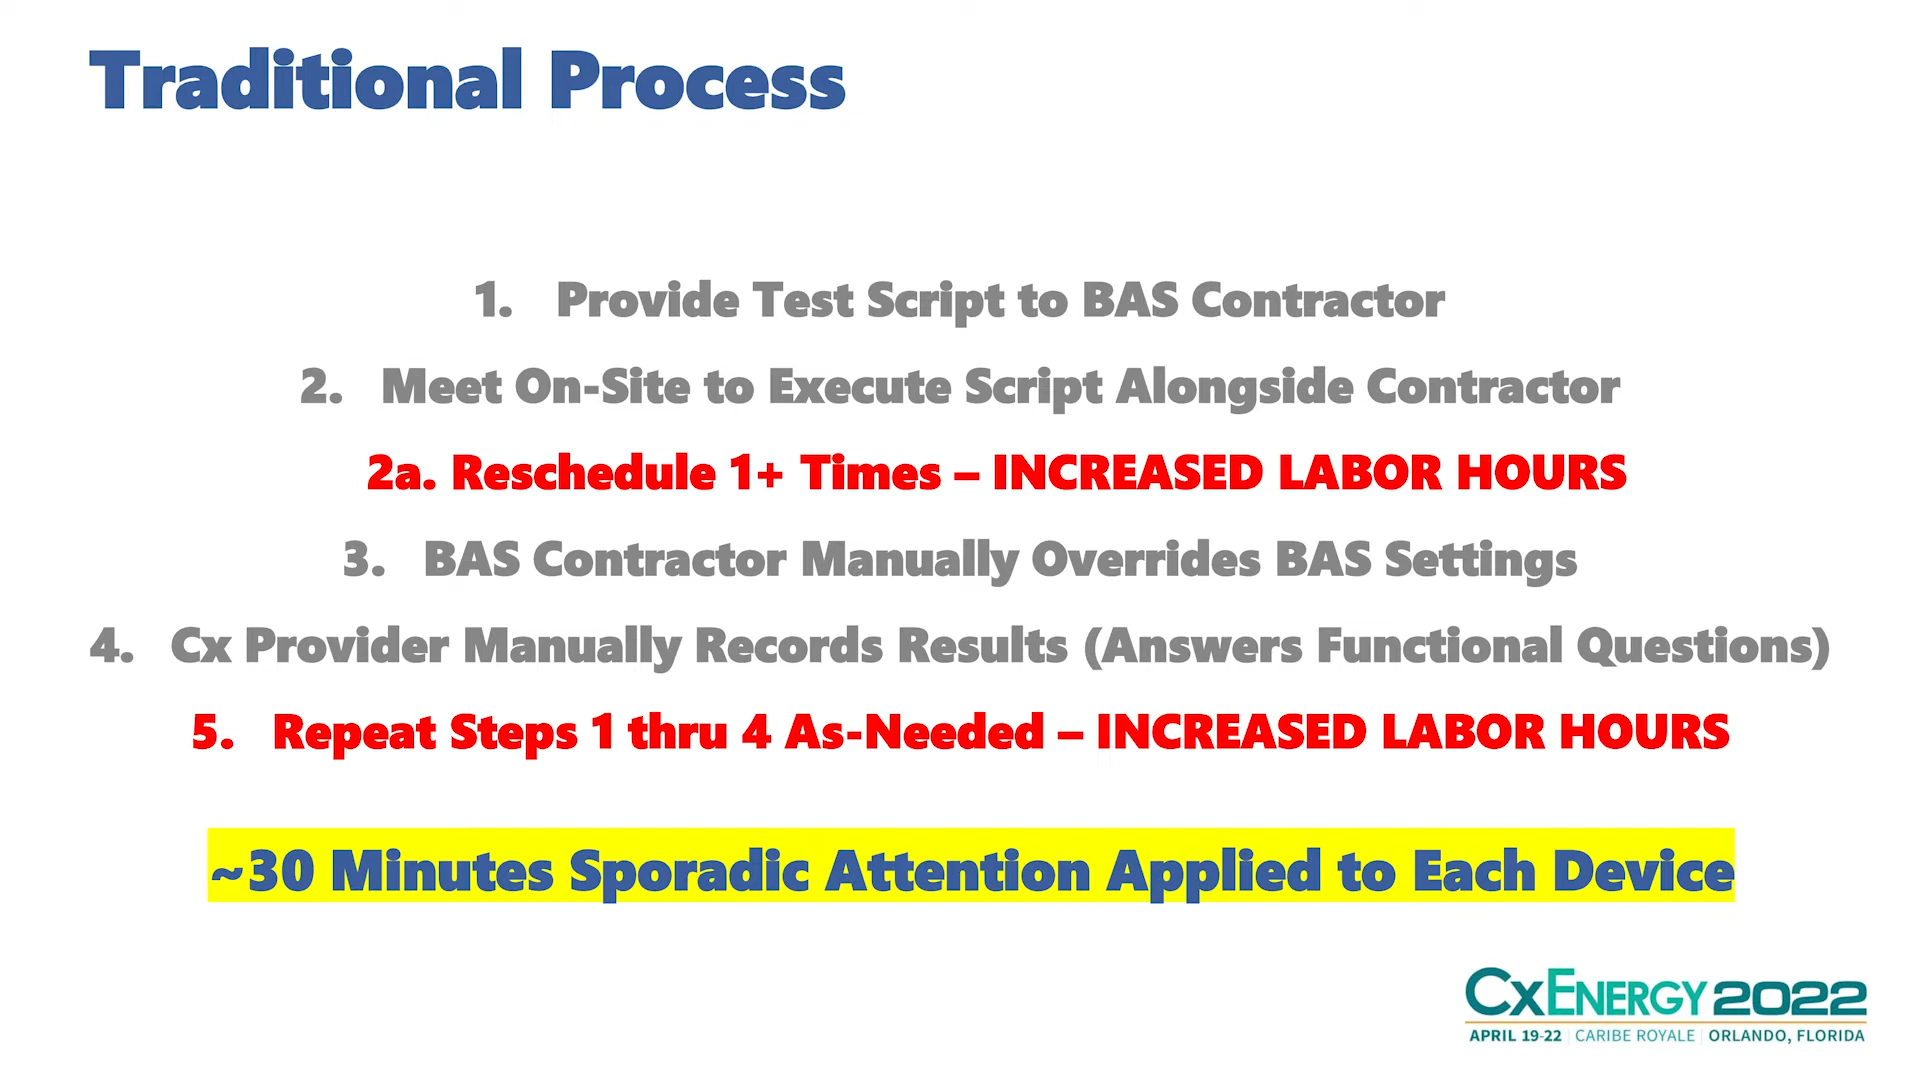 Traditional Process
1. Provide Test Script to BAS Contractor
2. Meet On-Site to Execute Script Alongside Contractor
2a. Reschedule 1+ Times – INCREASED LABOR HOURS
3. BAS Contractor Manually Overrides BAS Settings
4. Cx Provider Manually Records Results (Answers Functional Questions)
5. Repeat Steps 1 thru 4 As-Needed – INCREASED LABOR HOURS
~30 Minutes Sporadic Attention Applied to Each Device
CxENERGY 2022
APRIL 19-22 | CARIBE ROYALE | ORLANDO, FLORIDA